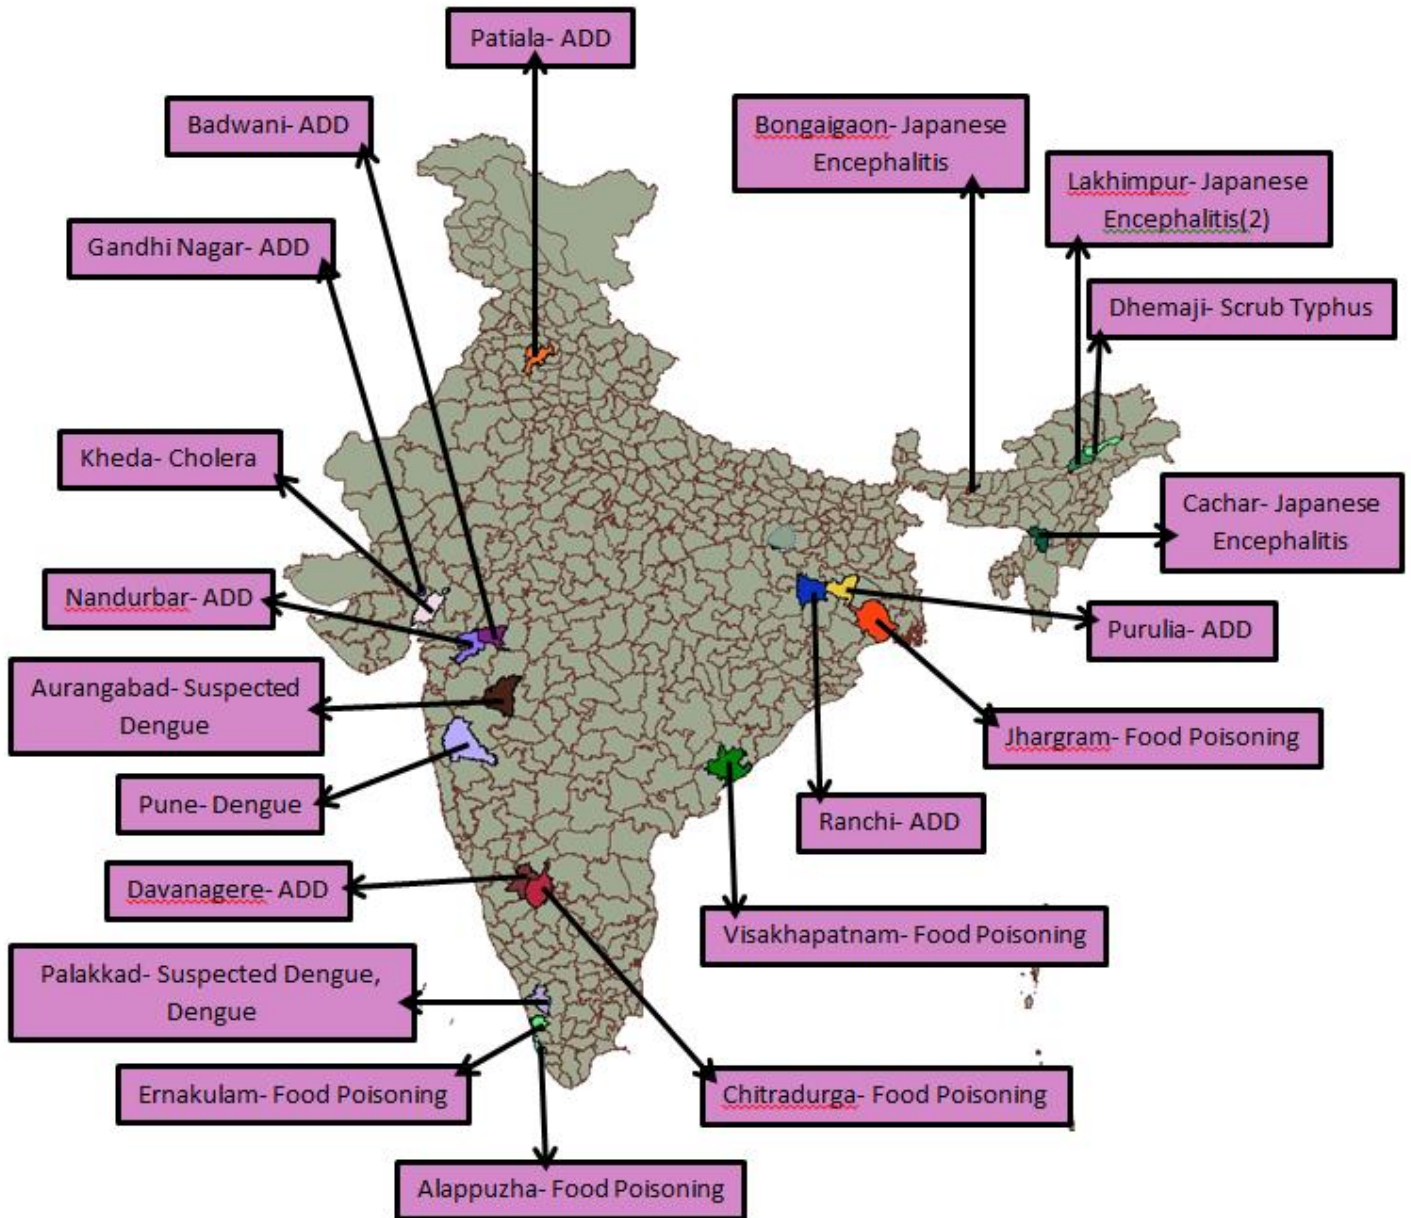 Patiala- ADD
Badwani- ADD
Bongaigaon- Japanese
Encephalitis
Lakhimpur- Japanese
Encephalitis(2)
Gandhi Nagar- ADD
Dhemaji- Scrub Typhus
Kheda- Cholera
Cachar- Japanese
Encephalitis
Nandurbar- ADD
Purulia- ADD
Aurangabad- Suspected
Dengue
Jhargram- Food Poisoning
Pune- Dengue
Ranchi- ADD
Davanagere- ADD
Visakhapatnam- Food Poisoning
Palakkad- Suspected Dengue,
Dengue
Ernakulam- Food Poisoning
Chitradurga- Food Poisoning
Alappuzha- Food Poisoning